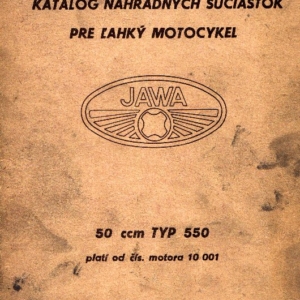 KATALÓG NÁHRADNÝCH SÚČIASTOK
PRE ĽAHKÝ MOTOCYKEL
JAWA
50 ccm TYP 550
platí od čís. motora 10 001